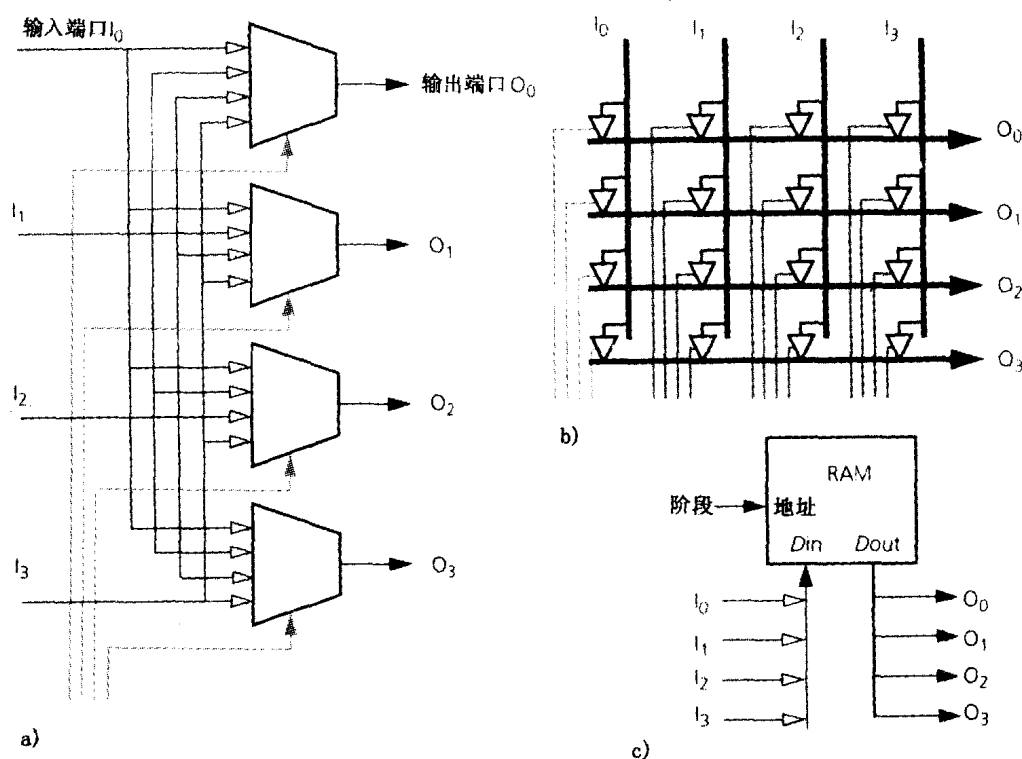 输入端口I₀
输出端口 O₀
I₁
O₁
I₂
O₂
I₃
O₃
a)
I₀ I₁ I₂ I₃
O₀
O₁
O₂
O₃
b)
RAM
阶段 地址
Din Dout
I₀ O₀
I₁ O₁
I₂ O₂
I₃ O₃
c)